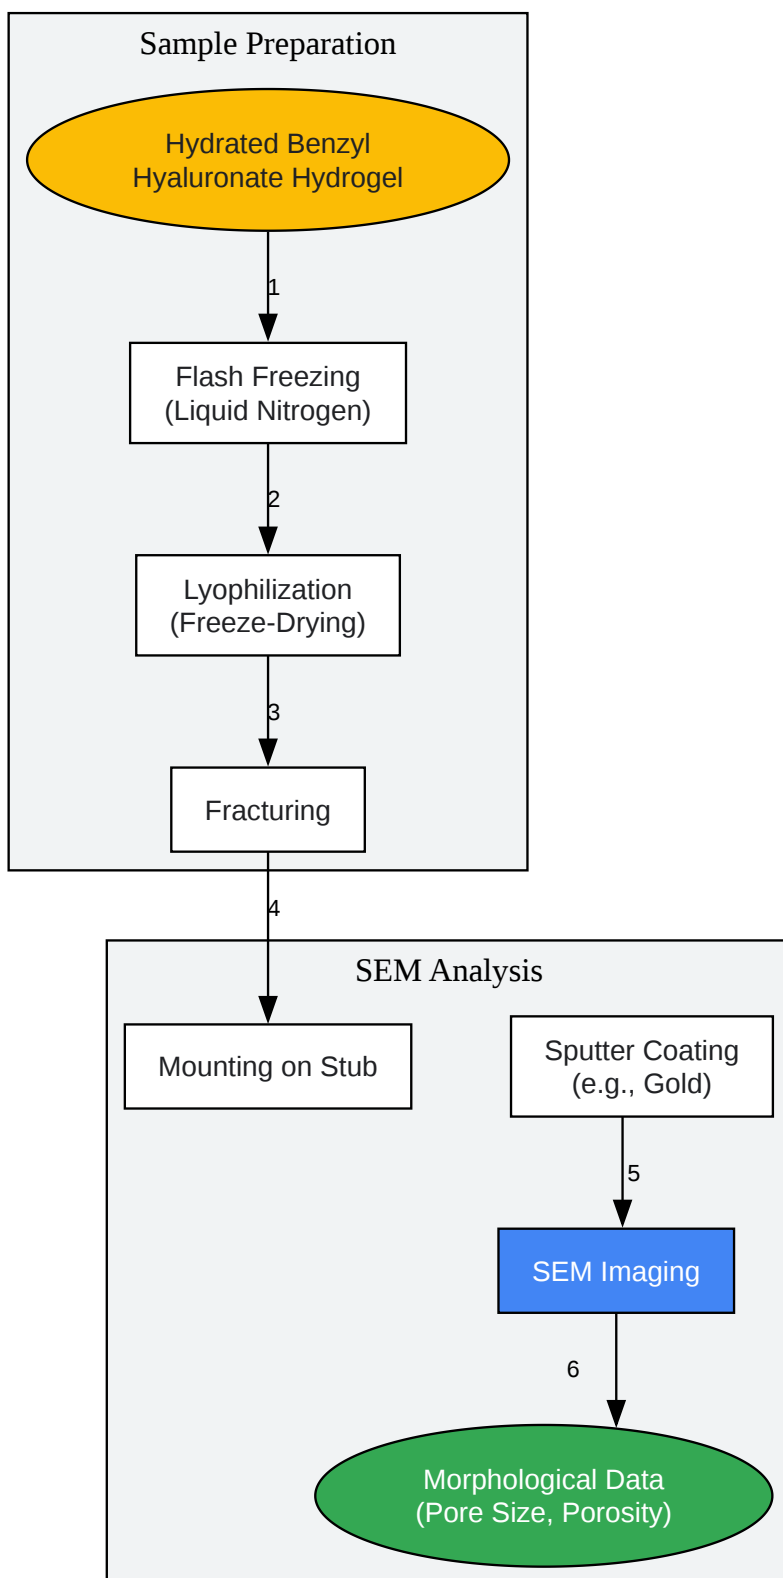 Sample Preparation
Hydrated Benzyl
Hyaluronate Hydrogel
1
Flash Freezing
(Liquid Nitrogen)
2
Lyophilization
(Freeze-Drying)
3
Fracturing
4
SEM Analysis
Mounting on Stub
Sputter Coating
(e.g., Gold)
5
SEM Imaging
6
Morphological Data
(Pore Size, Porosity)